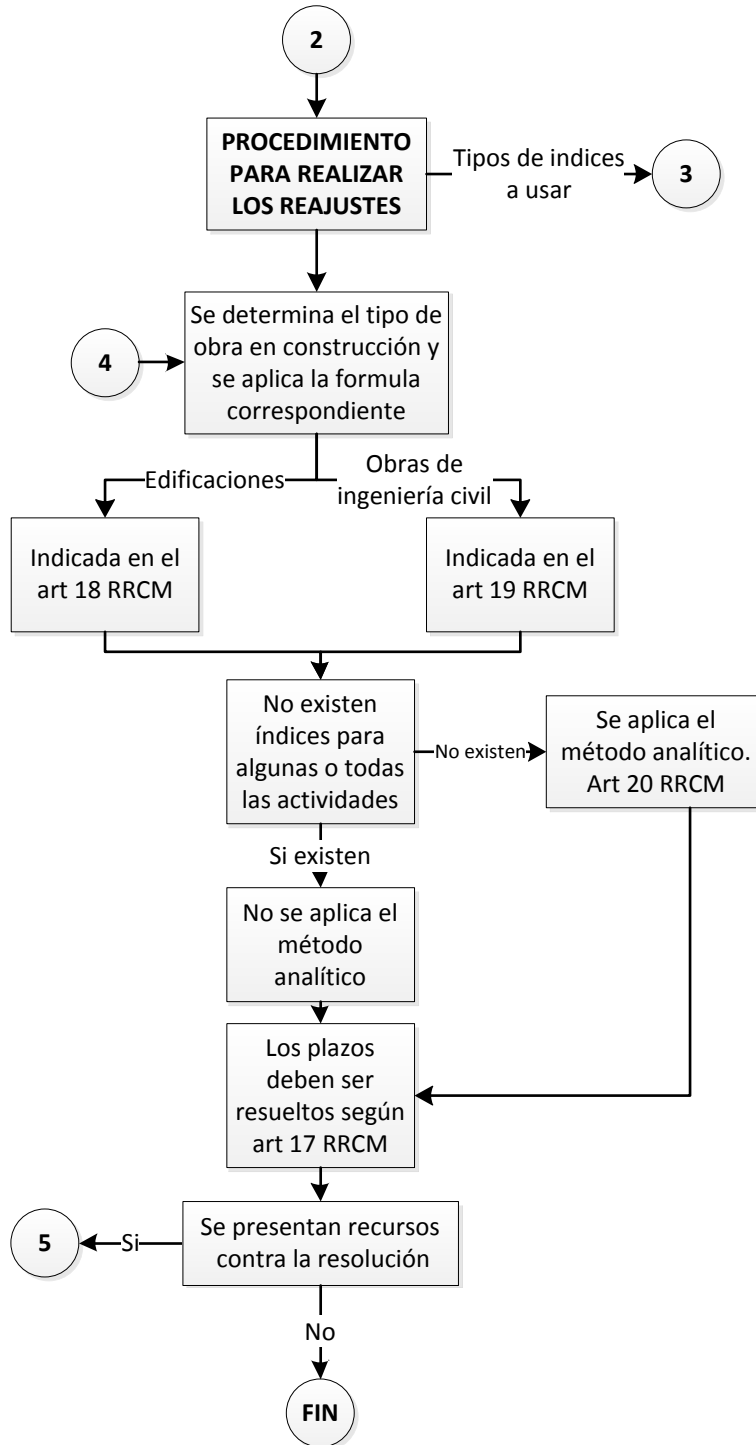 2
PROCEDIMIENTO
PARA REALIZAR
LOS REAJUSTES
Tipos de indices
a usar
3
Se determina el tipo de
obra en construcción y
se aplica la formula
correspondiente
4
Edificaciones
Obras de
ingeniería civil
Indicada en el
art 18 RRCM
Indicada en el
art 19 RRCM
No existen
índices para
algunas o todas
las actividades
No existen
Se aplica el
método analítico.
Art 20 RRCM
Si existen
No se aplica el
método
analítico
Los plazos
deben ser
resueltos según
art 17 RRCM
Se presentan recursos
contra la resolución
Si
5
No
FIN